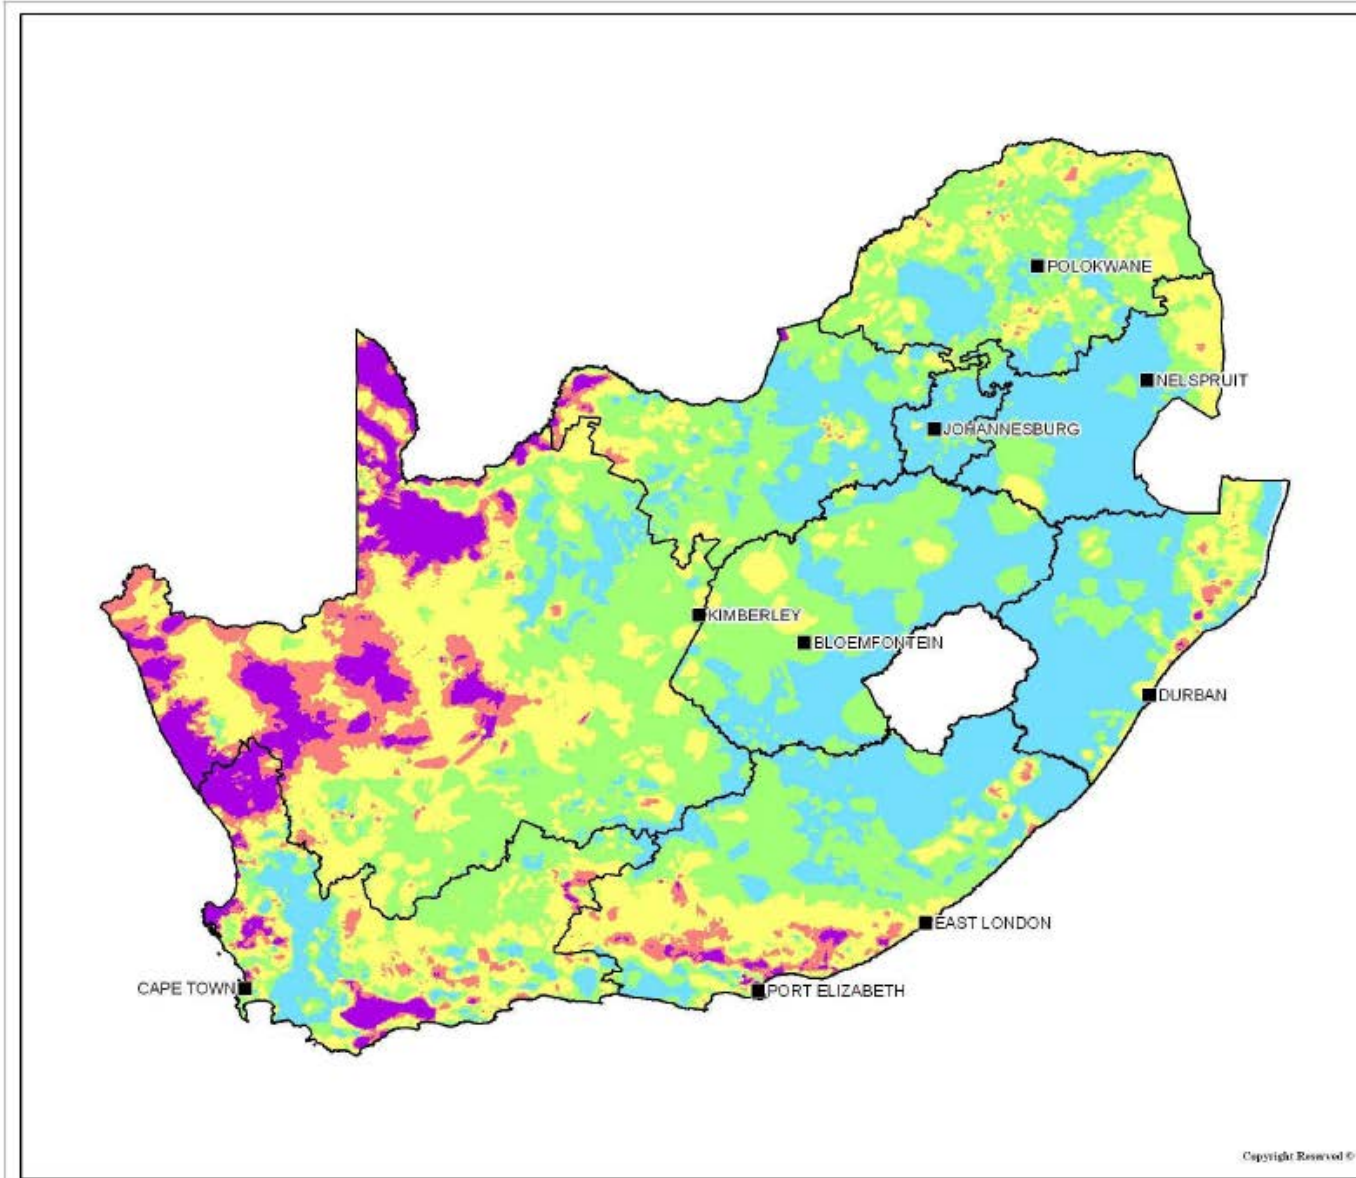 POLOKWANE
NELSPRUIT
JOHANNESBURG
KIMBERLEY
BLOEMFONTEIN
DURBAN
EAST LONDON
CAPE TOWN
PORT ELIZABETH
Copyright Reserved ©